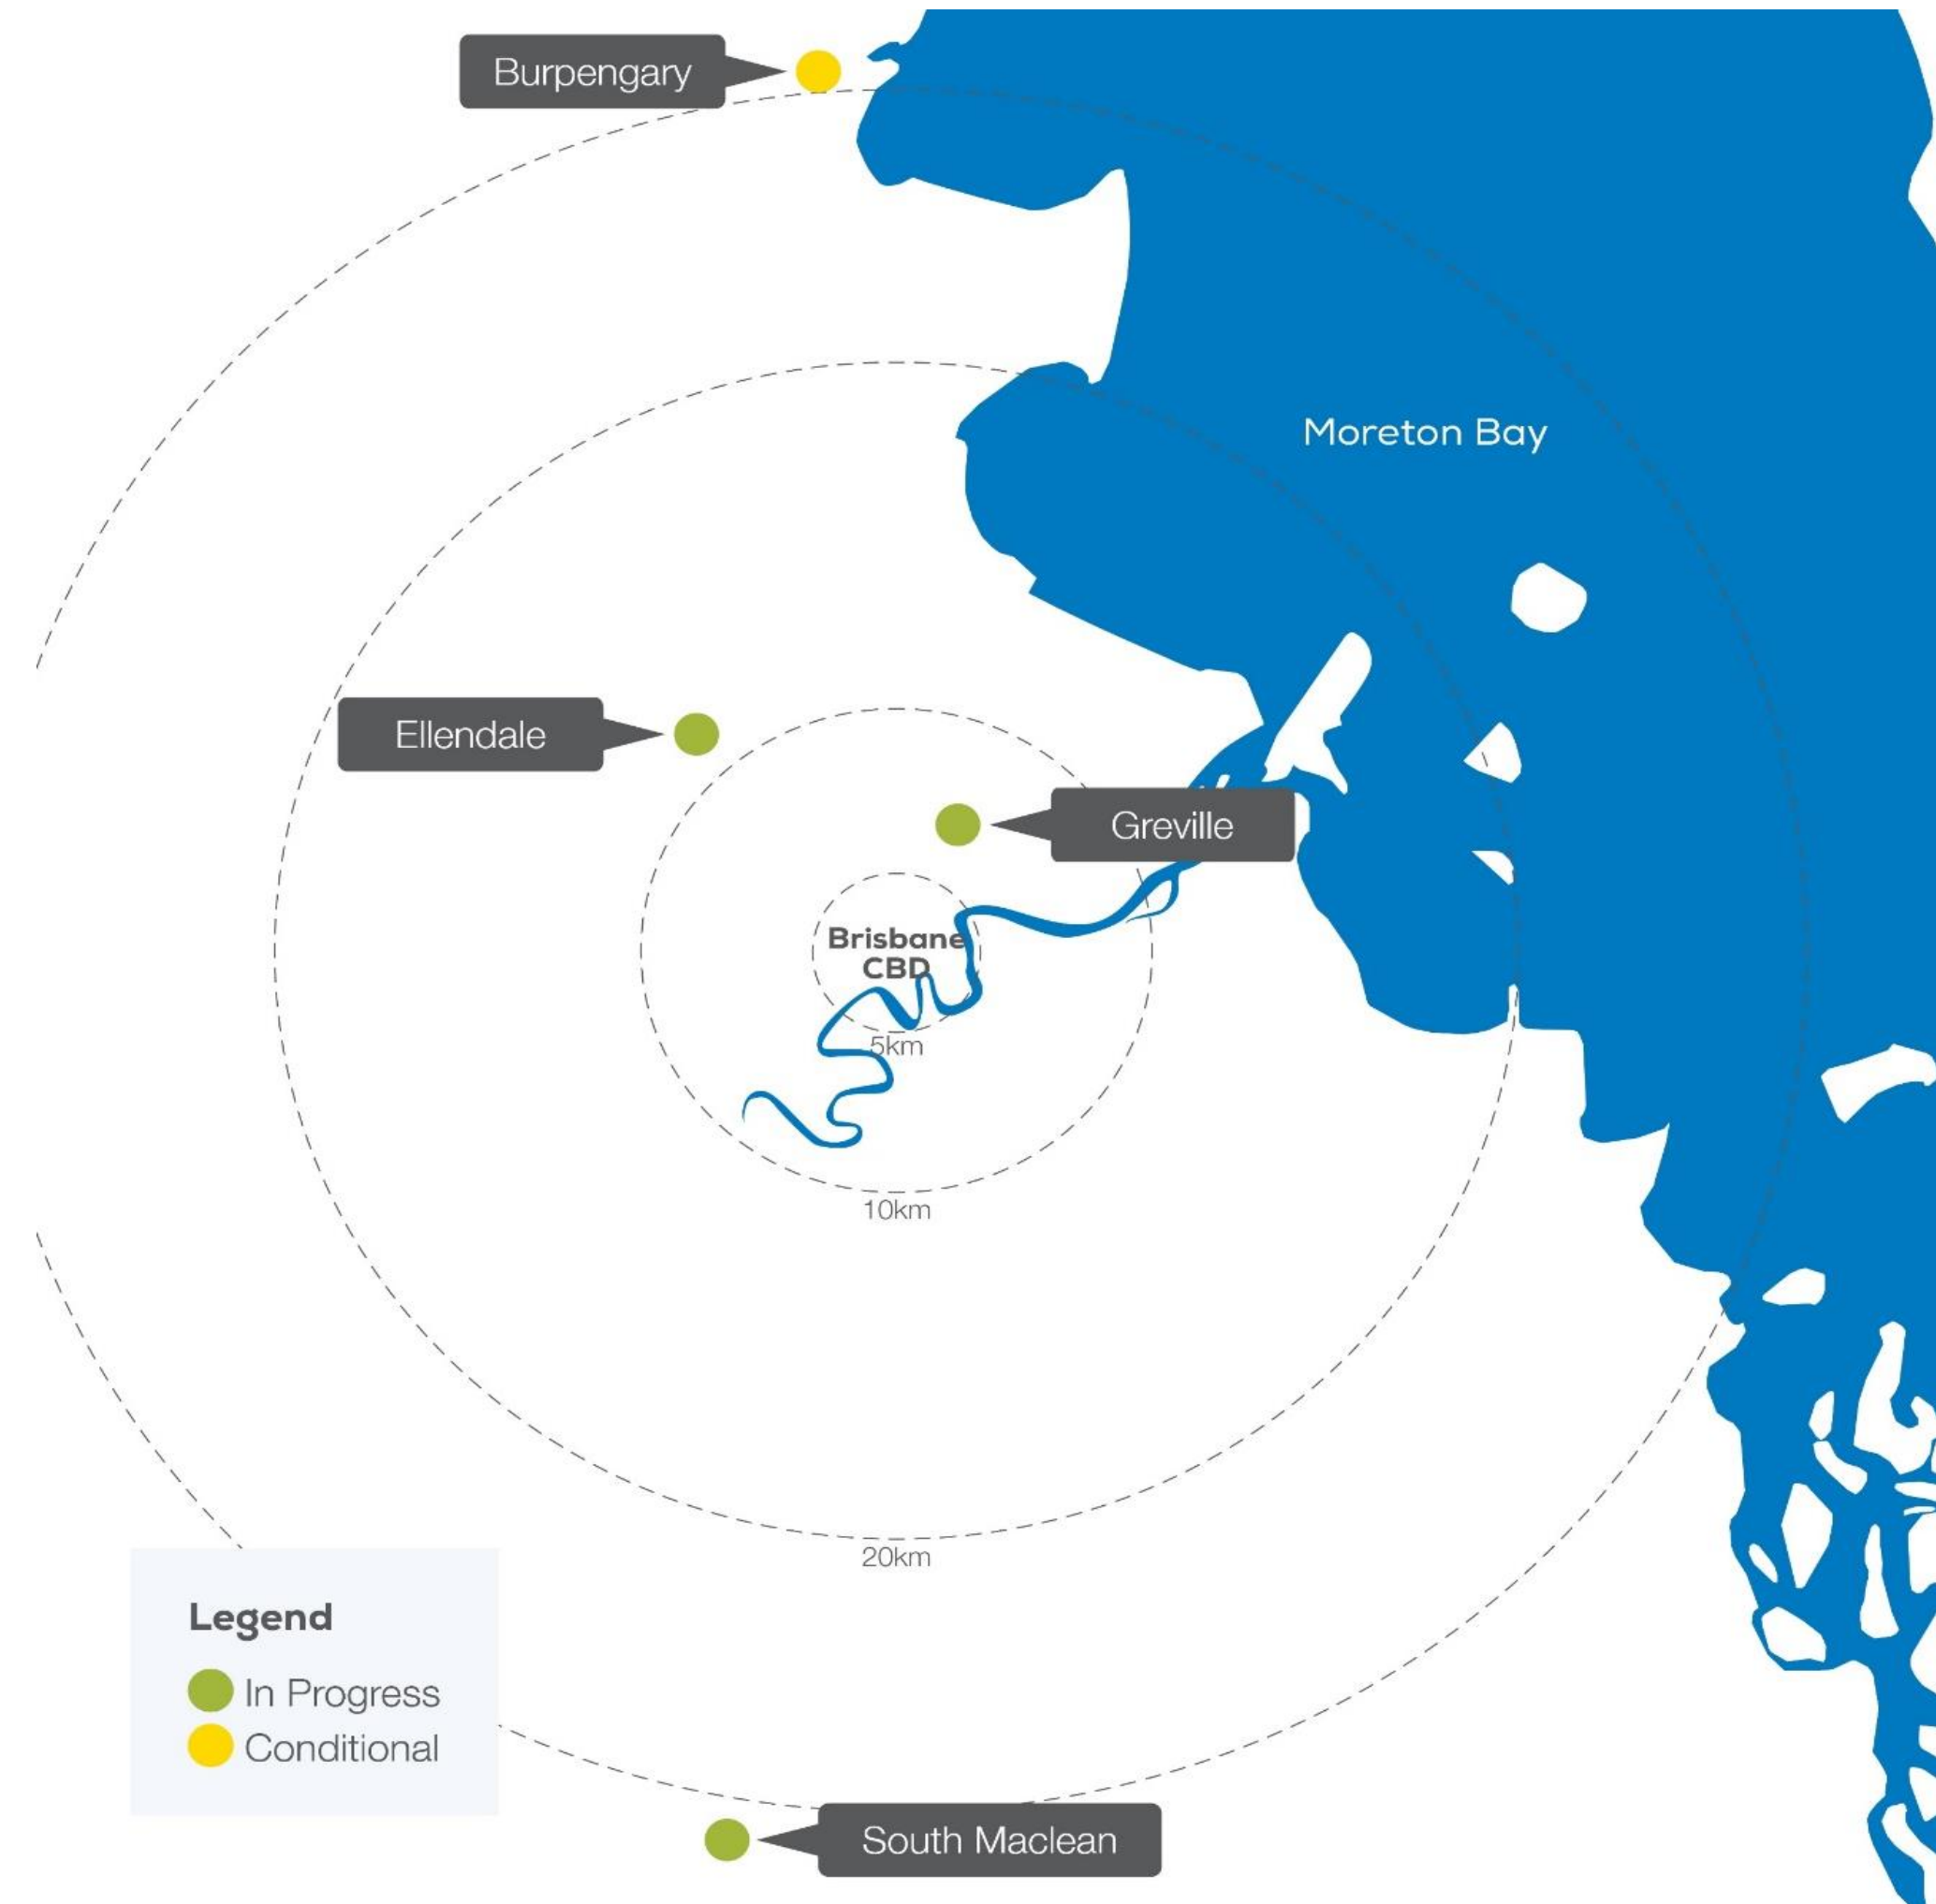 Burpengary
Moreton Bay
Ellendale
Greville
Brisbane
CBD
5km
10km
20km
Legend
In Progress
Conditional
South Maclean